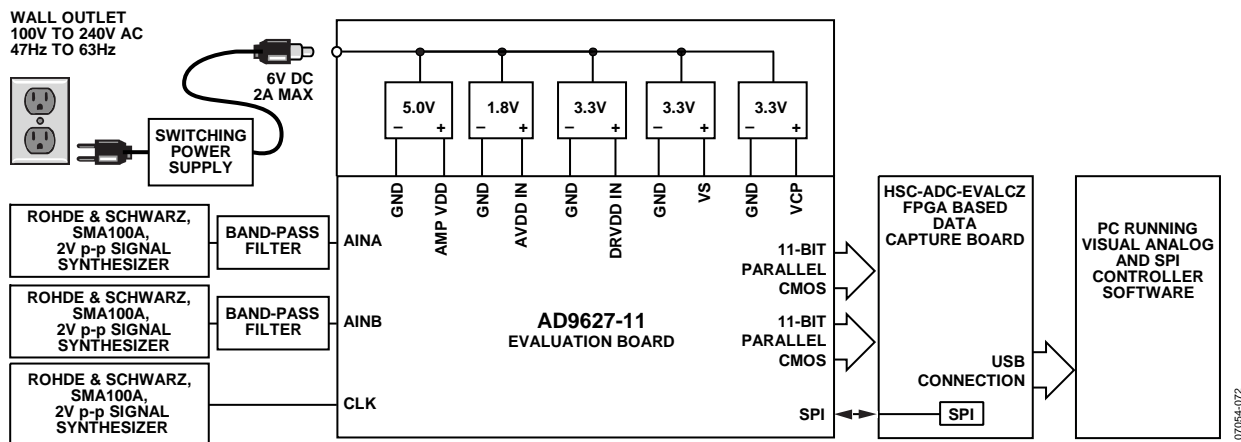 WALL OUTLET
100V TO 240V AC
47Hz TO 63Hz
6V DC
2A MAX
SWITCHING
POWER
SUPPLY
5.0V
– +
1.8V
– +
3.3V
– +
3.3V
– +
3.3V
– +
GND
AMP VDD
GND
AVDD IN
GND
DRVDD IN
GND
VS
GND
VCP
ROHDE & SCHWARZ,
SMA100A,
2V p-p SIGNAL
SYNTHESIZER
BAND-PASS
FILTER
AINA
ROHDE & SCHWARZ,
SMA100A,
2V p-p SIGNAL
SYNTHESIZER
BAND-PASS
FILTER
AINB
ROHDE & SCHWARZ,
SMA100A,
2V p-p SIGNAL
SYNTHESIZER
CLK
AD9627-11
EVALUATION BOARD
11-BIT
PARALLEL
CMOS
11-BIT
PARALLEL
CMOS
SPI
HSC-ADC-EVALCZ
FPGA BASED
DATA
CAPTURE BOARD
USB
CONNECTION
SPI
PC RUNNING
VISUAL ANALOG
AND SPI
CONTROLLER
SOFTWARE
07054-072